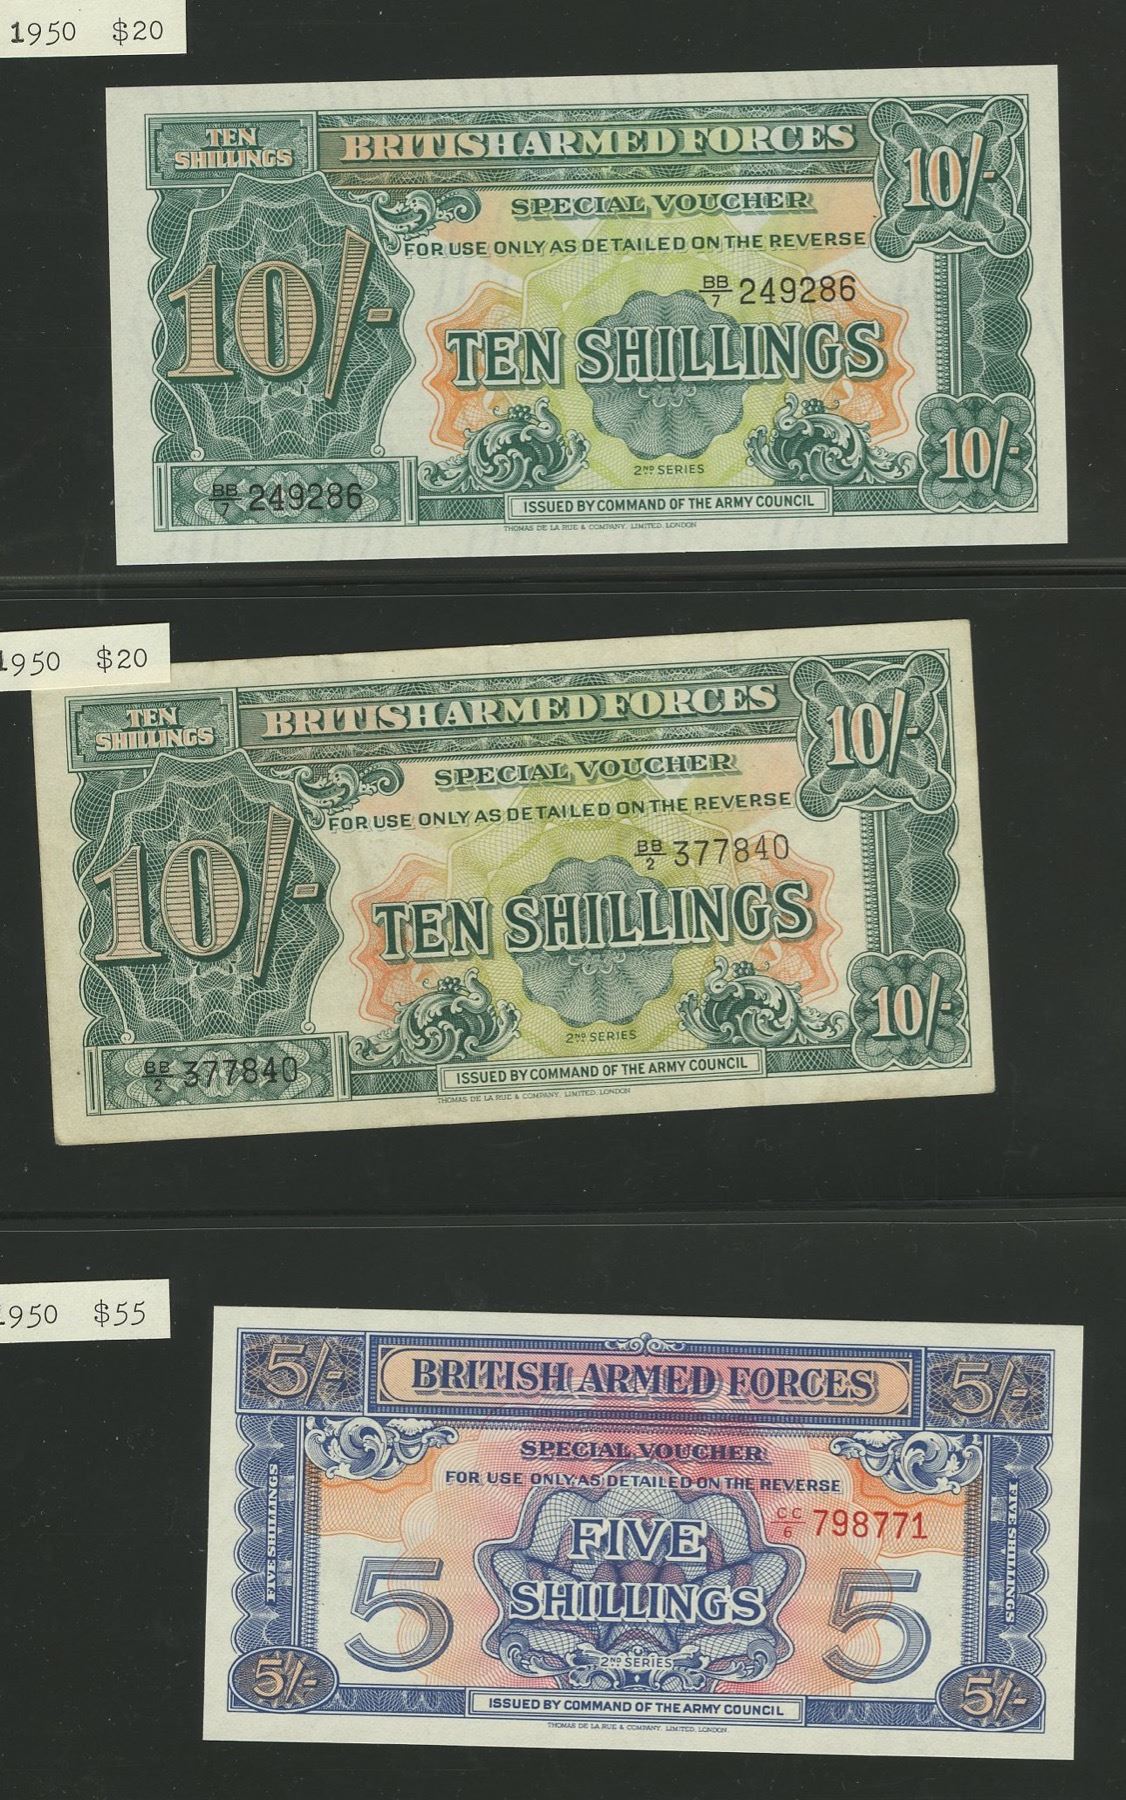 1950 $20
TEN
SHILLINGS
BRITISH ARMED FORCES
10/-
SPECIAL VOUCHER
FOR USE ONLY AS DETAILED ON THE REVERSE
10/-
BB/7 249286
TEN SHILLINGS
2ND SERIES
10/-
BB/7 249286
ISSUED BY COMMAND OF THE ARMY COUNCIL
THOMAS DE LA RUE & COMPANY, LIMITED, LONDON
1950 $20
TEN
SHILLINGS
BRITISH ARMED FORCES
10/-
SPECIAL VOUCHER
FOR USE ONLY AS DETAILED ON THE REVERSE
10/-
BB/2 377840
TEN SHILLINGS
2ND SERIES
10/-
BB/2 377840
ISSUED BY COMMAND OF THE ARMY COUNCIL
THOMAS DE LA RUE & COMPANY, LIMITED, LONDON
1950 $55
5/-
BRITISH ARMED FORCES
5/-
SPECIAL VOUCHER
FOR USE ONLY AS DETAILED ON THE REVERSE
CC/6 798771
FIVE SHILLINGS
FIVE
SHILLINGS
FIVE SHILLINGS
5
5
2ND SERIES
5/-
5/-
ISSUED BY COMMAND OF THE ARMY COUNCIL
THOMAS DE LA RUE & COMPANY, LIMITED, LONDON